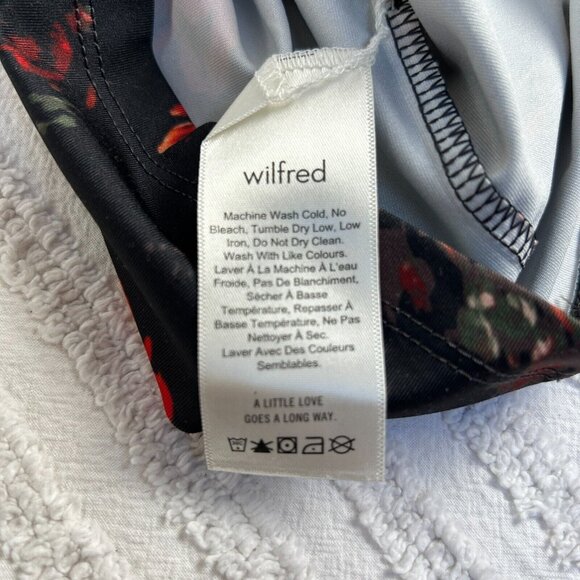 wilfred
Machine Wash Cold, No
Bleach, Tumble Dry Low, Low
Iron, Do Not Dry Clean.
Wash With Like Colours.
Laver À La Machine À L'eau
Froide, Pas De Blanchiment,
Sécher À Basse
Température, Repasser À
Basse Température, Ne Pas
Nettoyer À Sec.
Laver Avec Des Couleurs
Semblables.
A LITTLE LOVE
GOES A LONG WAY.